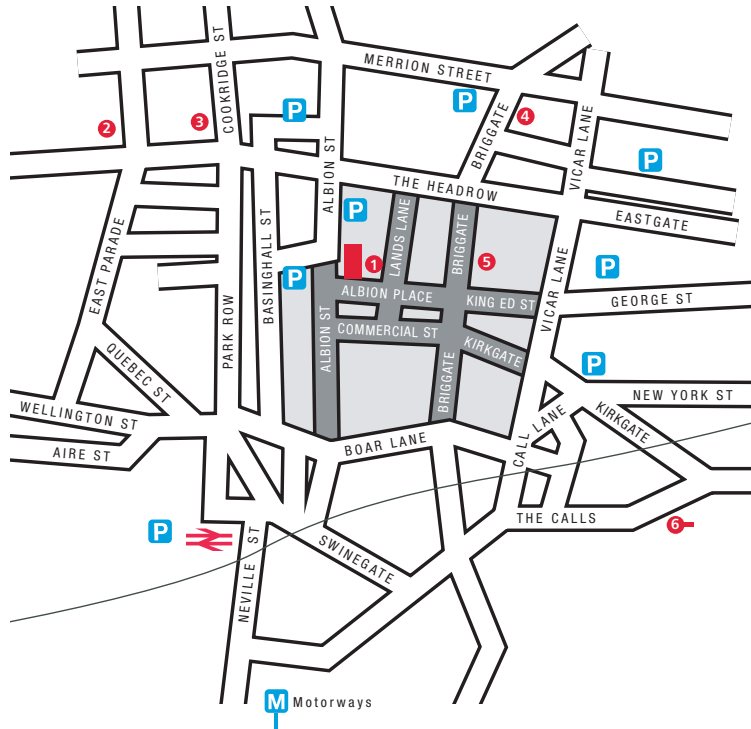 COOKRIDGE ST
MERRION STREET
P
P
2
3
4
BRIGGATE
VICAR LANE
P
ALBION ST
THE HEADROW
P
LANDS LANE
BRIGGATE
EASTGATE
EAST PARADE
BASINGHALL ST
1
5
P
P
ALBION PLACE
KING ED ST
VICAR LANE
GEORGE ST
PARK ROW
ALBION ST
COMMERCIAL ST
KIRKGATE
QUEBEC ST
P
BRIGGATE
NEW YORK ST
WELLINGTON ST
CALL LANE
KIRKGATE
AIRE ST
BOAR LANE
P
THE CALLS
6
NEVILLE ST
SWINEGATE
M Motorways